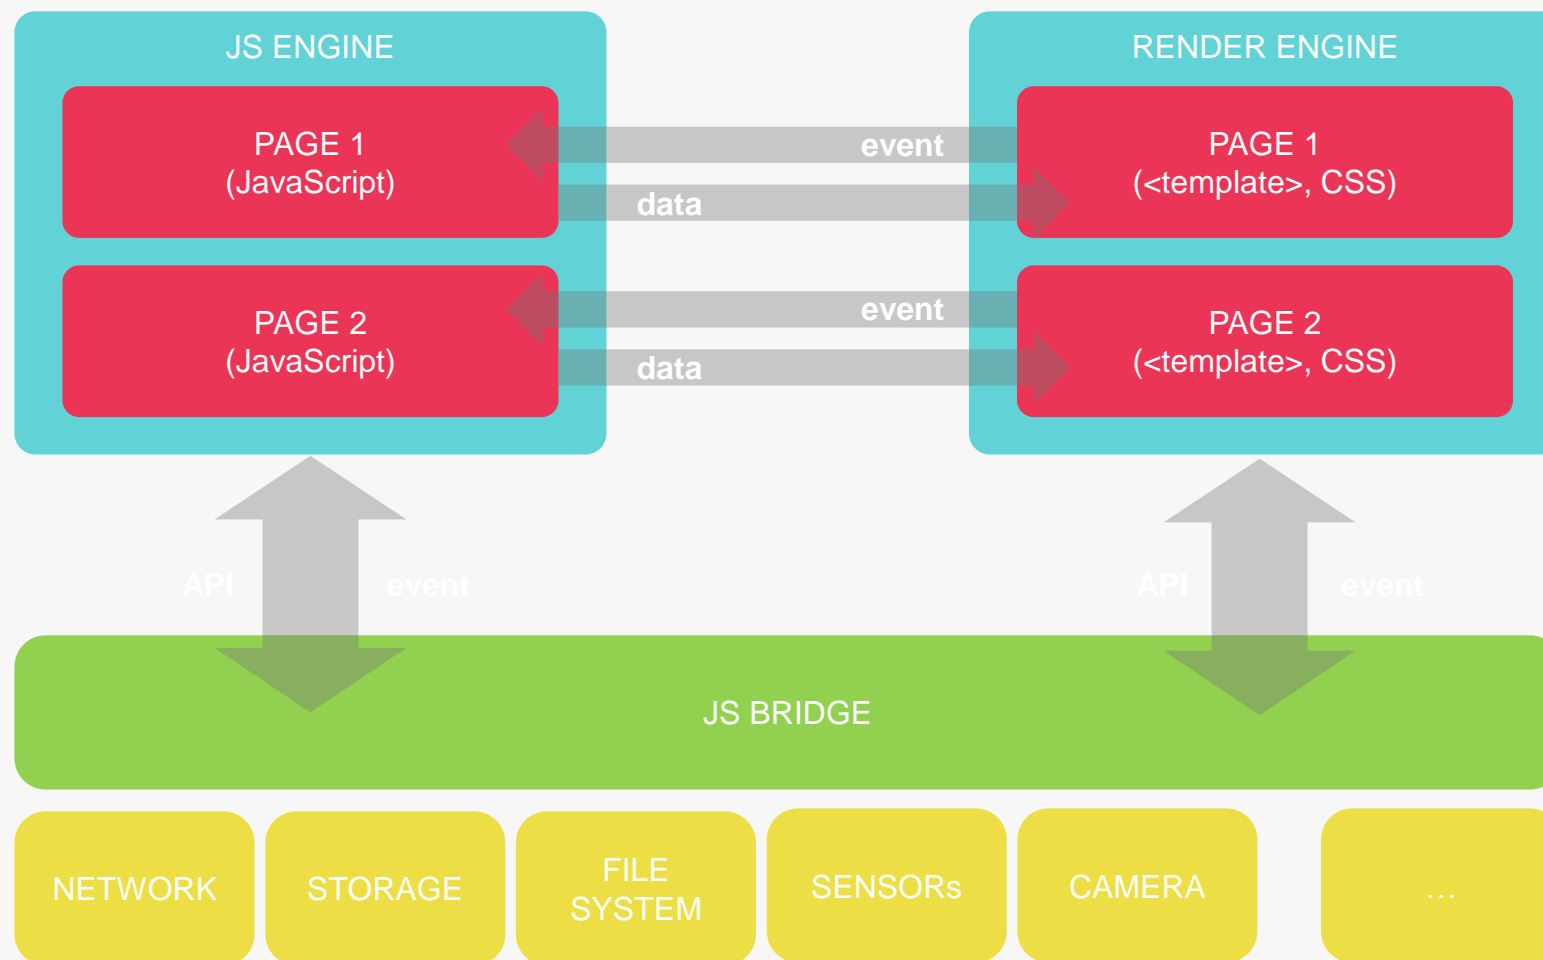 JS ENGINE
PAGE 1
(JavaScript)
PAGE 2
(JavaScript)
event
data
event
data
RENDER ENGINE
PAGE 1
(<template>, CSS)
PAGE 2
(<template>, CSS)
API
event
API
event
JS BRIDGE
NETWORK
STORAGE
FILE
SYSTEM
SENSORs
CAMERA
...